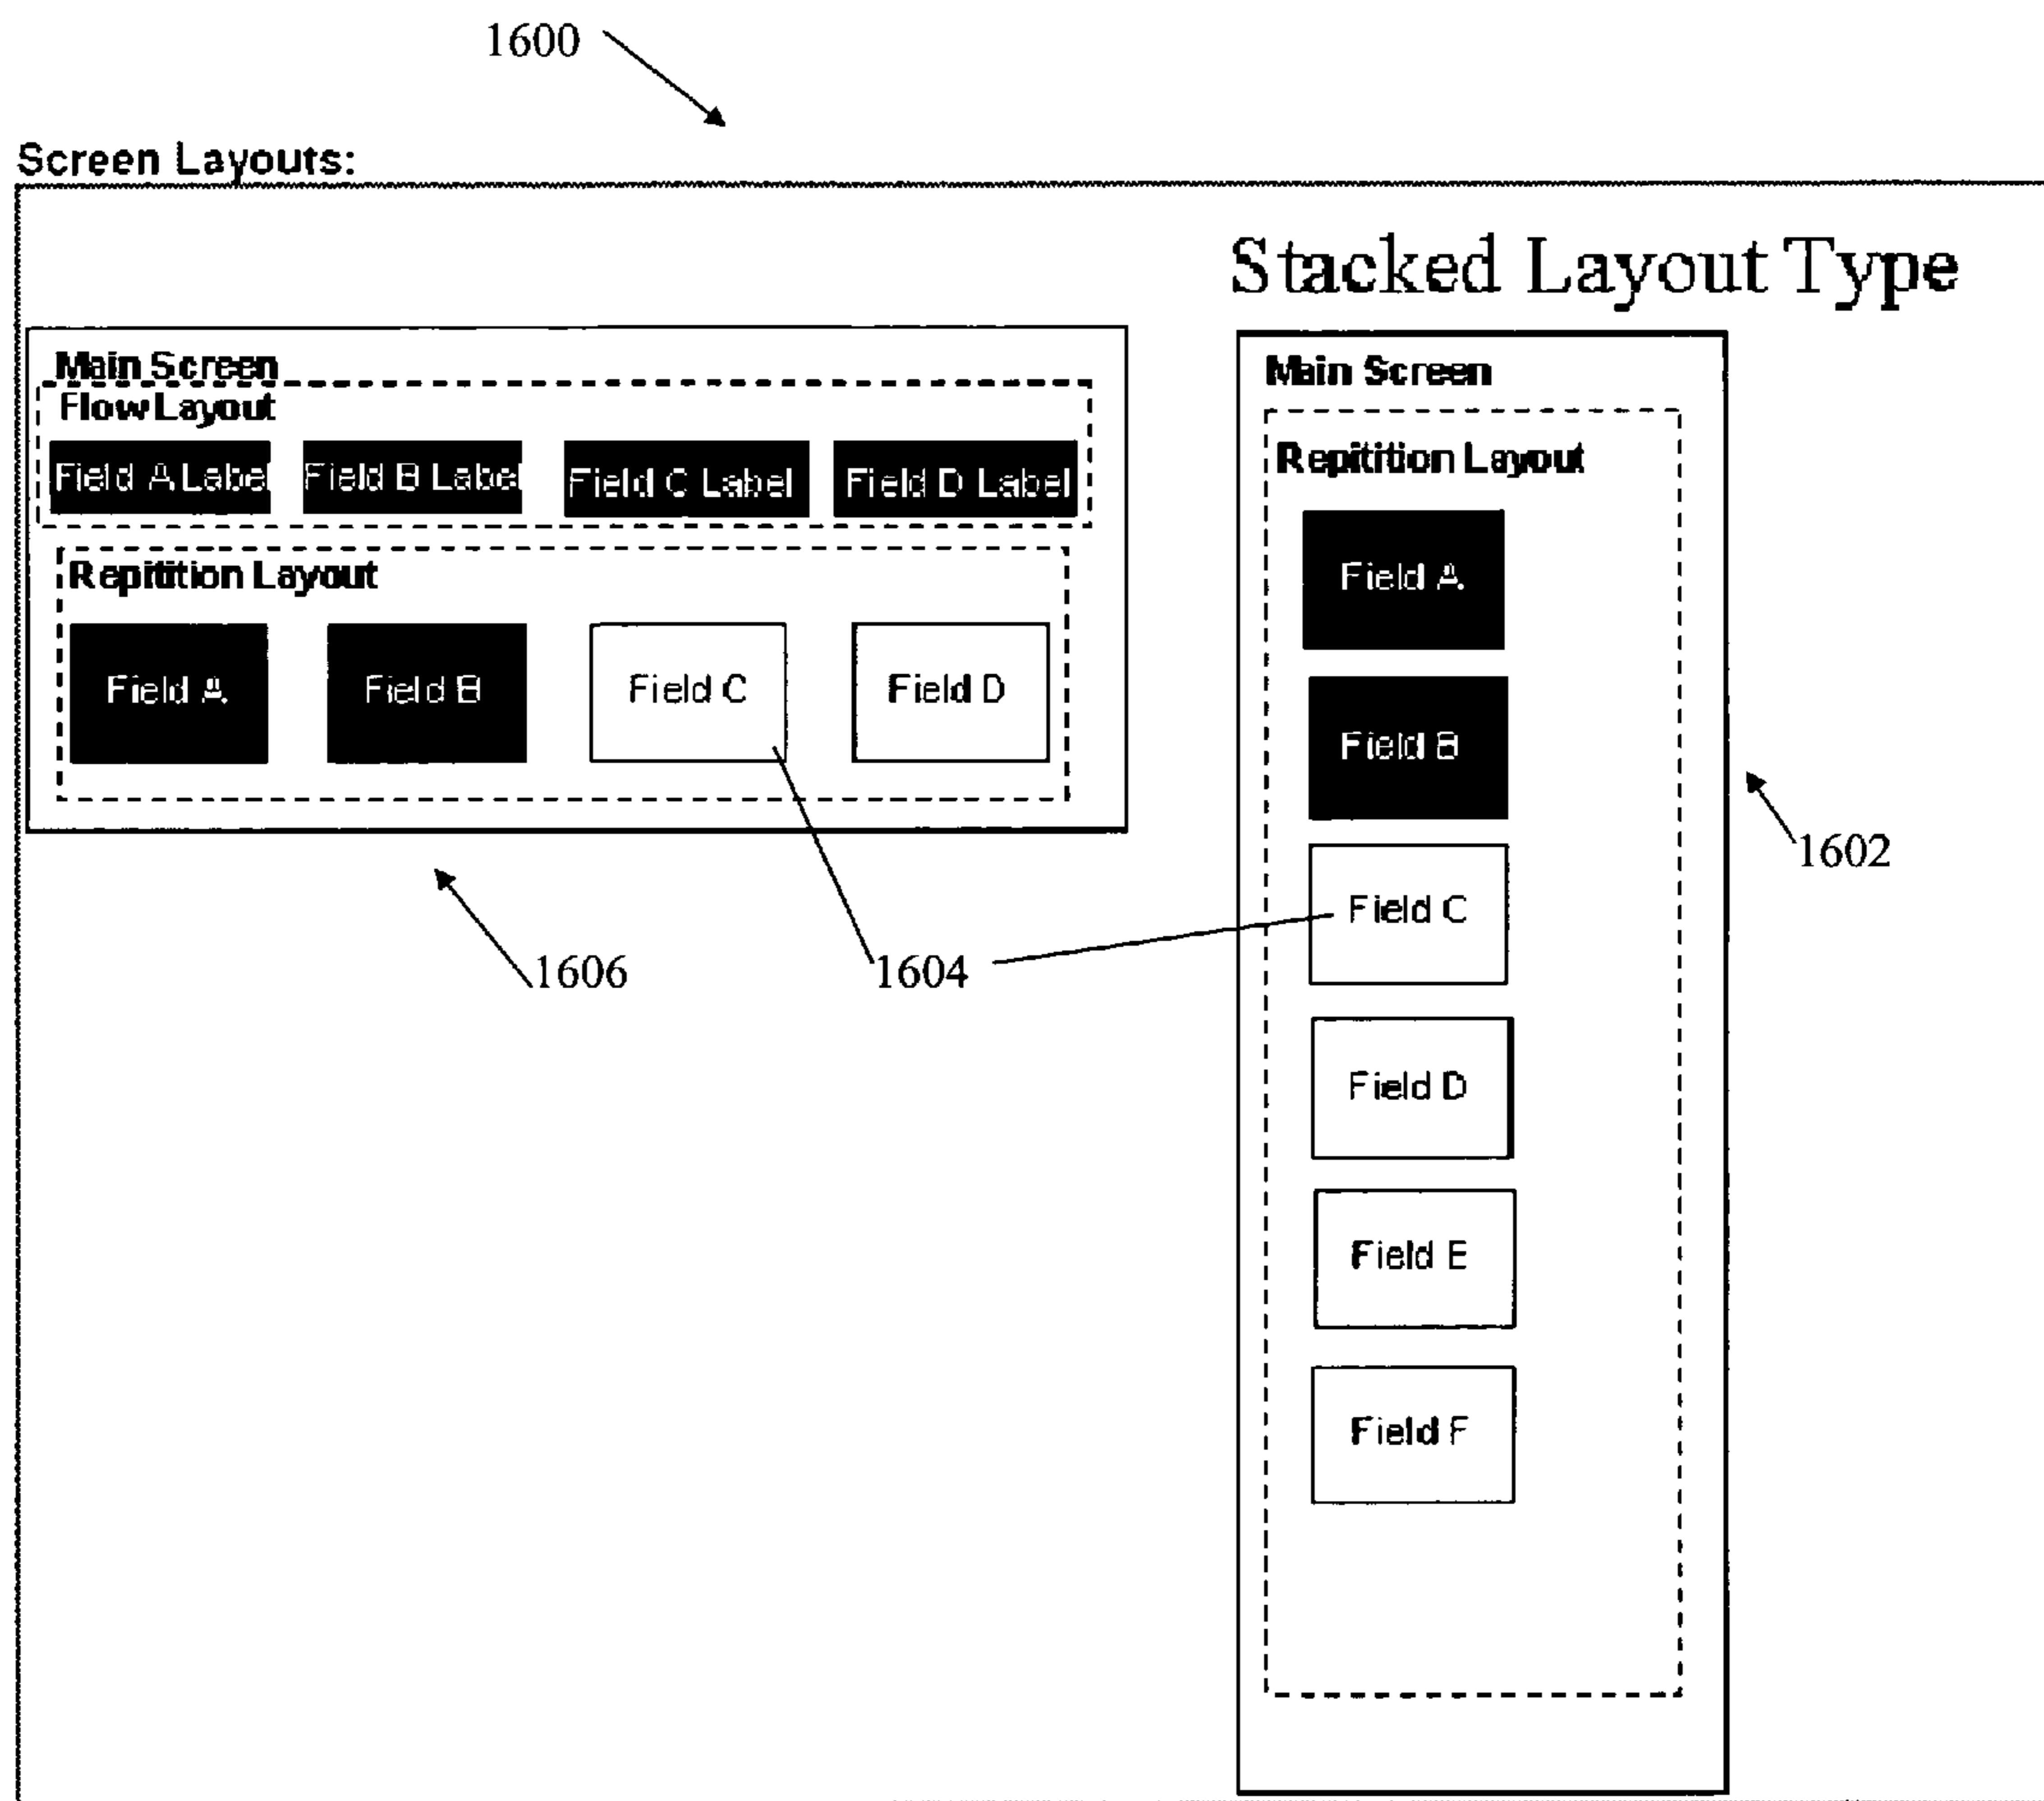 1600
Screen Layouts:
Stacked Layout Type
Main Screen
Flow Layout
Field A Label
Field B Label
Field C Label
Field D Label
Repitition Layout
Field A
Field B
Field C
Field D
1606
1604
Main Screen
Repitition Layout
Field A
Field B
Field C
Field D
Field E
Field F
1602